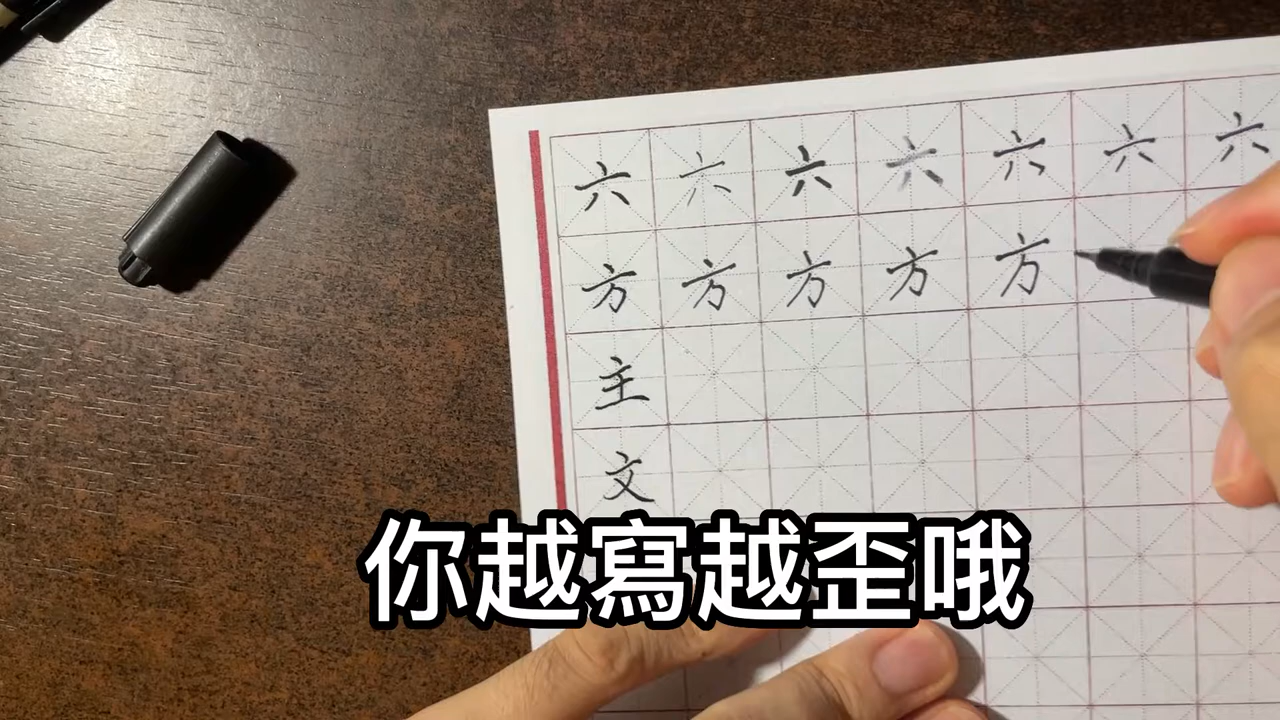 六 六 六 六 六 六 六
方 方 方 方 方
主
文
你越寫越歪哦